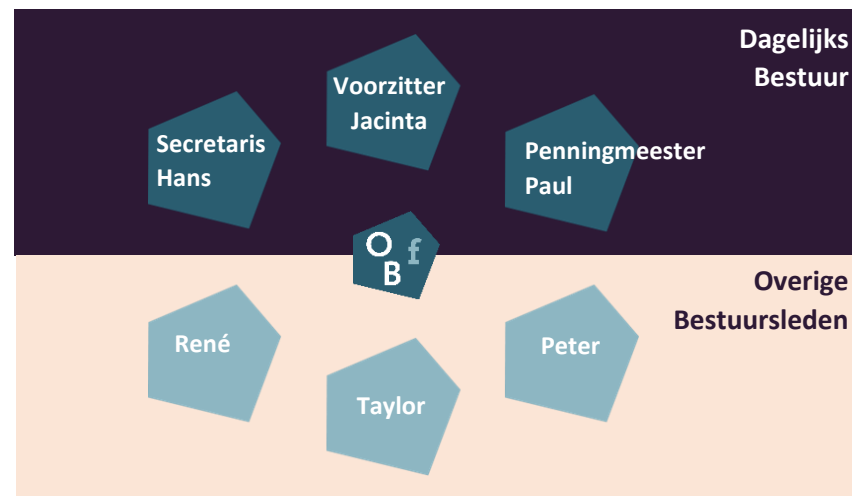 Dagelijks
Bestuur
Voorzitter
Jacinta
Secretaris
Hans
Penningmeester
Paul
O f
B
Overige
Bestuursleden
René
Peter
Taylor